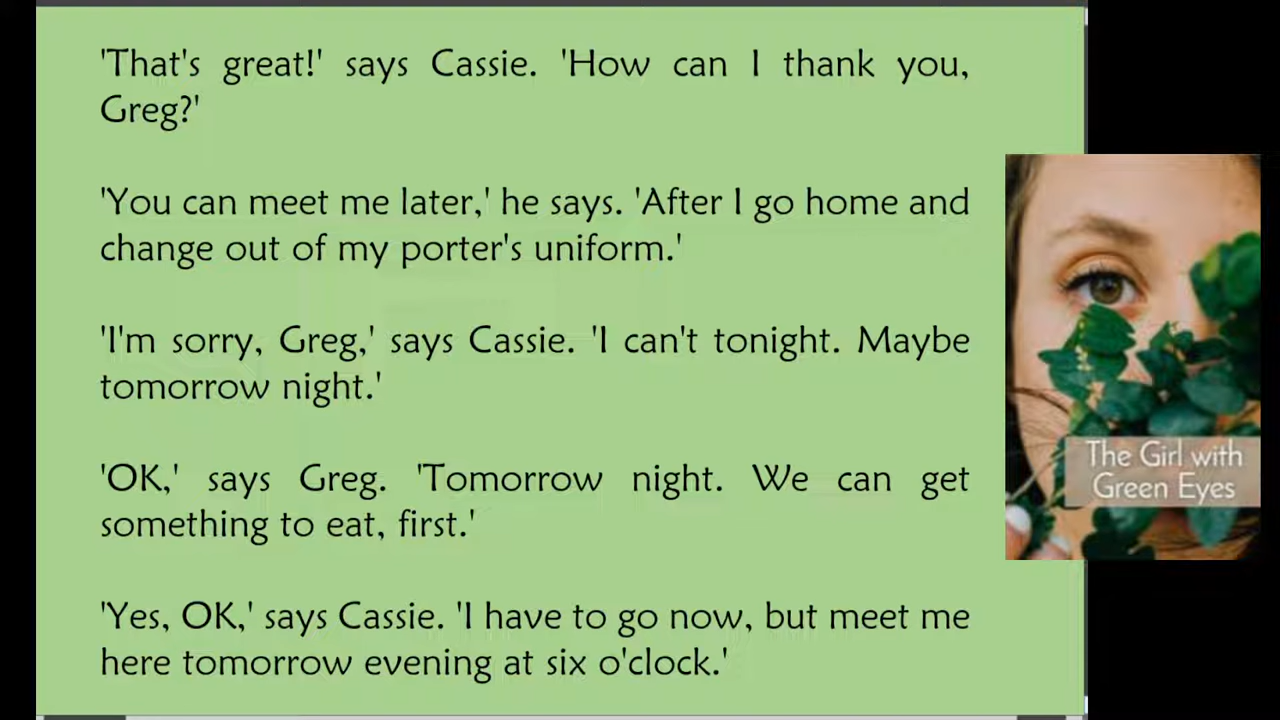 'That's great!' says Cassie. 'How can I thank you,
Greg?'
'You can meet me later,' he says. 'After I go home and
change out of my porter's uniform.'
'I'm sorry, Greg,' says Cassie. 'I can't tonight. Maybe
tomorrow night.'
'OK,' says Greg. 'Tomorrow night. We can get
something to eat, first.'
'Yes, OK,' says Cassie. 'I have to go now, but meet me
here tomorrow evening at six o'clock.'
The Girl with
Green Eyes